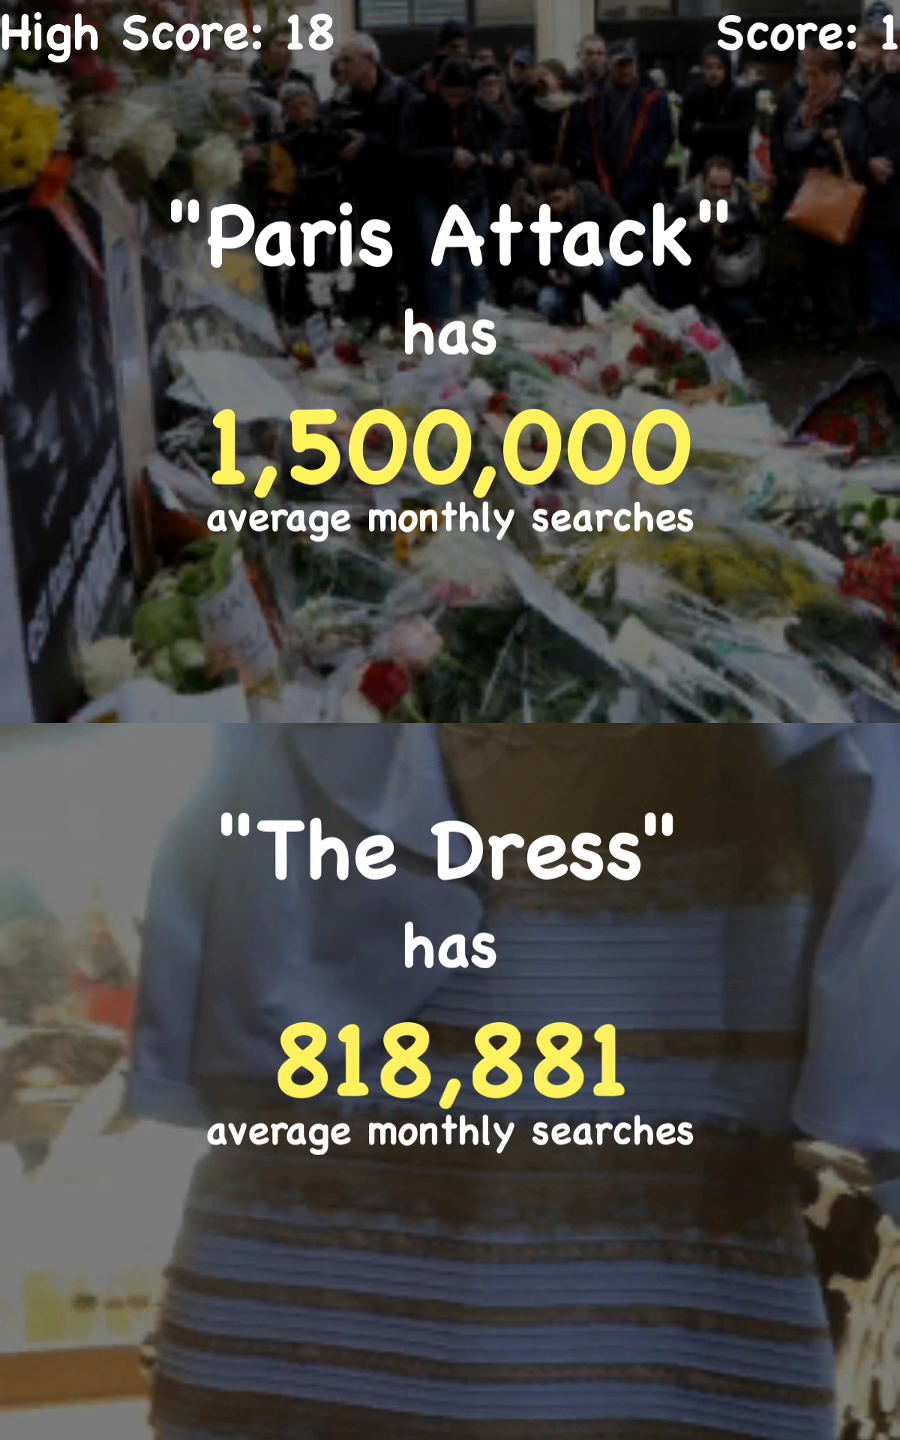 High Score: 18
Score: 1
"Paris Attack"
has
1,500,000
average monthly searches
"The Dress"
has
818,881
average monthly searches